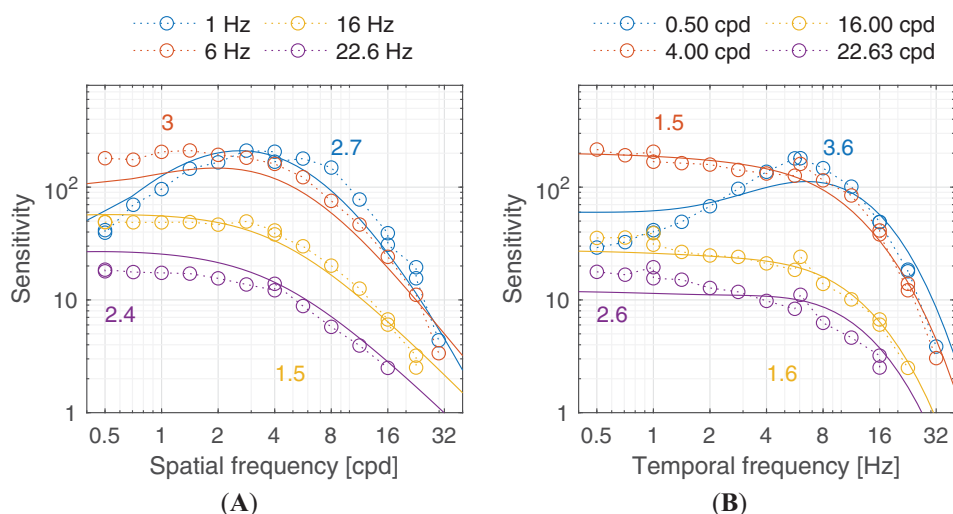 1 Hz 16 Hz
6 Hz 22.6 Hz
Sensitivity
10²
10
1
3
2.7
2.4
1.5
0.5 1 2 4 8 16 32
Spatial frequency [cpd]
(A)
0.50 cpd 16.00 cpd
4.00 cpd 22.63 cpd
Sensitivity
10²
10
1
1.5
3.6
2.6
1.6
0.5 1 2 4 8 16 32
Temporal frequency [Hz]
(B)